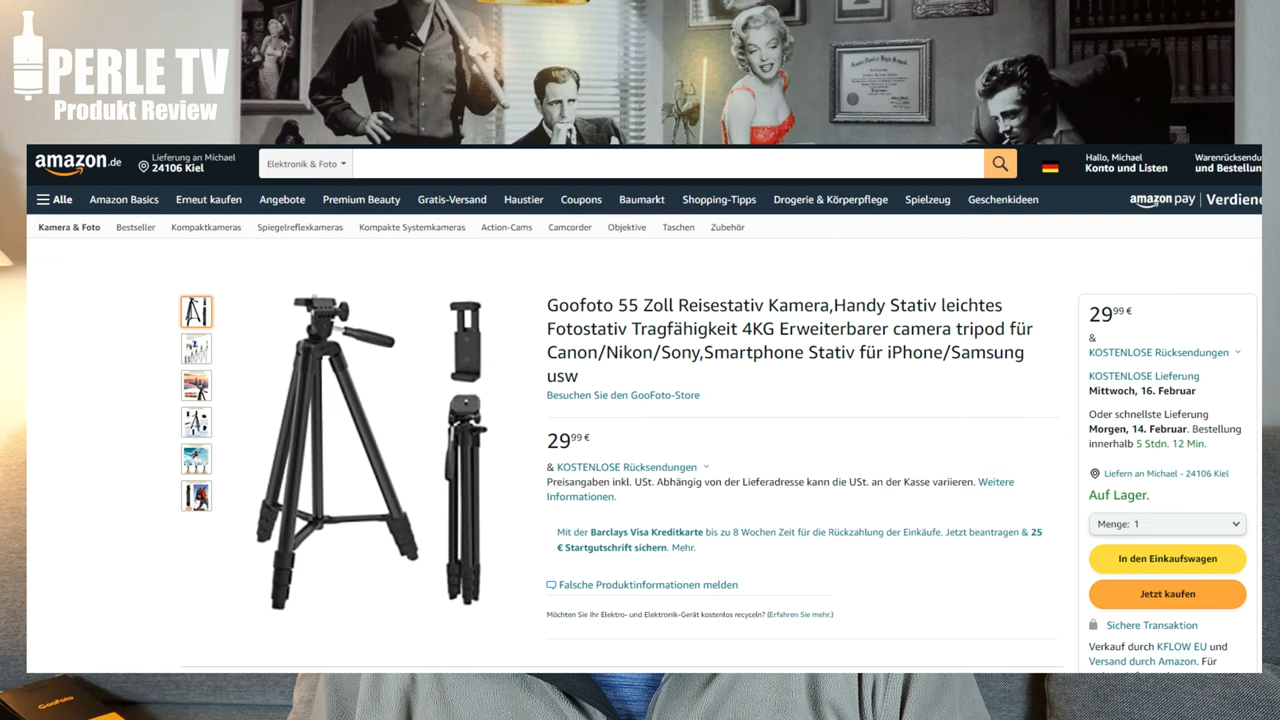 PERLE TV
Produkt Review
amazon.de
Lieferung an Michael
24106 Kiel
Elektronik & Foto
Hallo, Michael
Konto und Listen
Warenrücksendu
und Bestellun
Alle
Amazon Basics
Erneut kaufen
Angebote
Premium Beauty
Gratis-Versand
Haustier
Coupons
Baumarkt
Shopping-Tipps
Drogerie & Körperpflege
Spielzeug
Geschenkideen
amazon pay
Verdiene
Kamera & Foto
Bestseller
Kompaktkameras
Spiegelreflexkameras
Kompakte Systemkameras
Action-Cams
Camcorder
Objektive
Taschen
Zubehör
Goofoto 55 Zoll Reisestativ Kamera,Handy Stativ leichtes
Fotostativ Tragfähigkeit 4KG Erweiterbarer camera tripod für
Canon/Nikon/Sony,Smartphone Stativ für iPhone/Samsung
usw
Besuchen Sie den GooFoto-Store
29 99 €
& KOSTENLOSE Rücksendungen
Preisangaben inkl. USt. Abhängig von der Lieferadresse kann die USt. an der Kasse variieren. Weitere
Informationen.
Mit der Barclays Visa Kreditkarte bis zu 8 Wochen Zeit für die Rückzahlung der Einkäufe. Jetzt beantragen & 25
€ Startgutschrift sichern. Mehr.
Falsche Produktinformationen melden
Möchten Sie Ihr Elektro- und Elektronik-Gerät kostenlos recyceln? (Erfahren Sie mehr.)
29 99 €
&
KOSTENLOSE Rücksendungen
KOSTENLOSE Lieferung
Mittwoch, 16. Februar
Oder schnellste Lieferung
Morgen, 14. Februar. Bestellung
innerhalb 5 Stdn. 12 Min.
Liefern an Michael - 24106 Kiel
Auf Lager.
Menge: 1
In den Einkaufswagen
Jetzt kaufen
Sichere Transaktion
Verkauf durch KFLOW EU und
Versand durch Amazon. Für
GooFoto